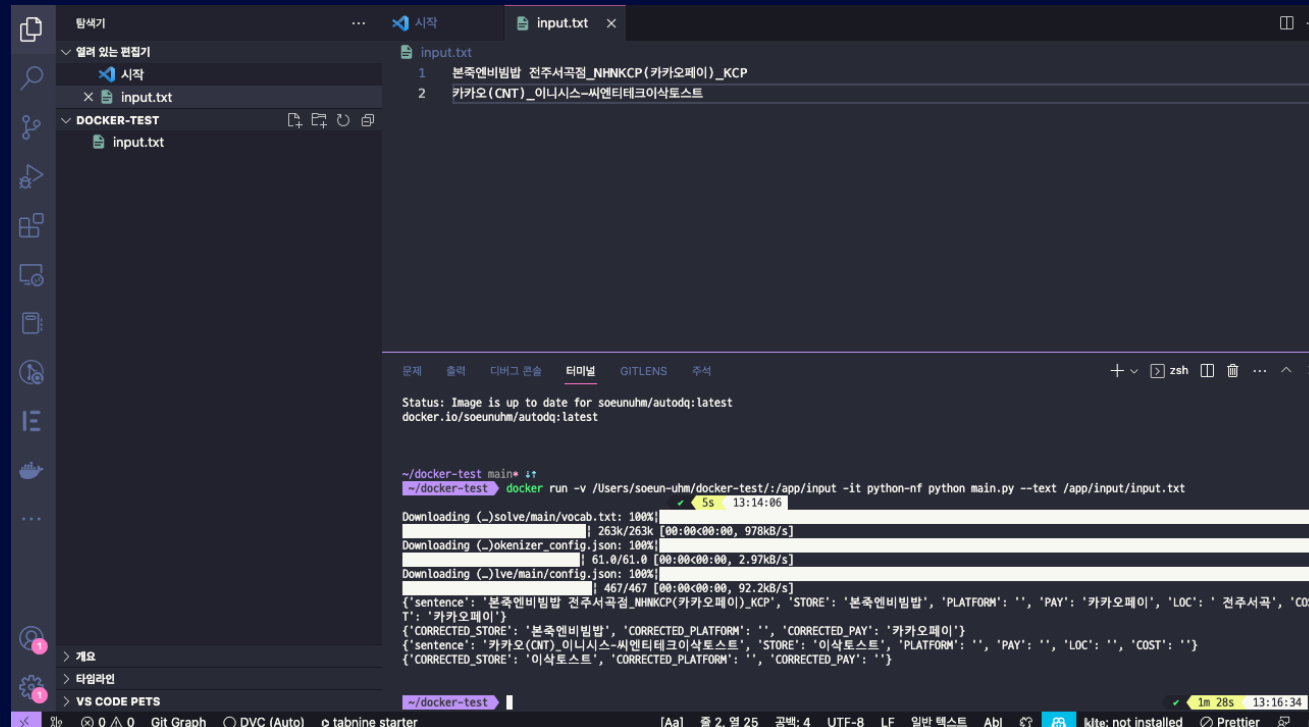 탐색기
열려 있는 편집기
시작
input.txt
DOCKER-TEST
input.txt
개요
타임라인
VS CODE PETS
시작
input.txt
input.txt
1 본죽엔비빔밥 전주서곡점_NHNKCP(카카오페이)_KCP
2 카카오(CNT)_이니시스-씨엔티테크이삭토스트
문제 출력 디버그 콘솔 터미널 GITLENS 주석
zsh
Status: Image is up to date for soeunuhm/autodq:latest
docker.io/soeunuhm/autodq:latest
~/docker-test main* ⇣⇡
~/docker-test docker run -v /Users/soeun-uhm/docker-test/:/app/input -it python-nf python main.py --text /app/input/input.txt
✔ 5s 13:14:06
Downloading (…)solve/main/vocab.txt: 100%|
| 263k/263k [00:00<00:00, 978kB/s]
Downloading (…)okenizer_config.json: 100%|
| 61.0/61.0 [00:00<00:00, 2.97kB/s]
Downloading (…)lve/main/config.json: 100%|
| 467/467 [00:00<00:00, 92.2kB/s]
{'sentence': '본죽엔비빔밥 전주서곡점_NHNKCP(카카오페이)_KCP', 'STORE': '본죽엔비빔밥', 'PLATFORM': '', 'PAY': '카카오페이', 'LOC': ' 전주서곡', 'COS
T': '카카오페이'}
{'CORRECTED_STORE': '본죽엔비빔밥', 'CORRECTED_PLATFORM': '', 'CORRECTED_PAY': '카카오페이'}
{'sentence': '카카오(CNT)_이니시스-씨엔티테크이삭토스트', 'STORE': '이삭토스트', 'PLATFORM': '', 'PAY': '', 'LOC': '', 'COST': ''}
{'CORRECTED_STORE': '이삭토스트', 'CORRECTED_PLATFORM': '', 'CORRECTED_PAY': ''}
~/docker-test
✔ 1m 28s 13:16:34
1
1
0 0 Git Graph DVC (Auto) tabnine starter [Aa] 줄 2, 열 25 공백: 4 UTF-8 LF 일반 텍스트 Abl kite: not installed Prettier